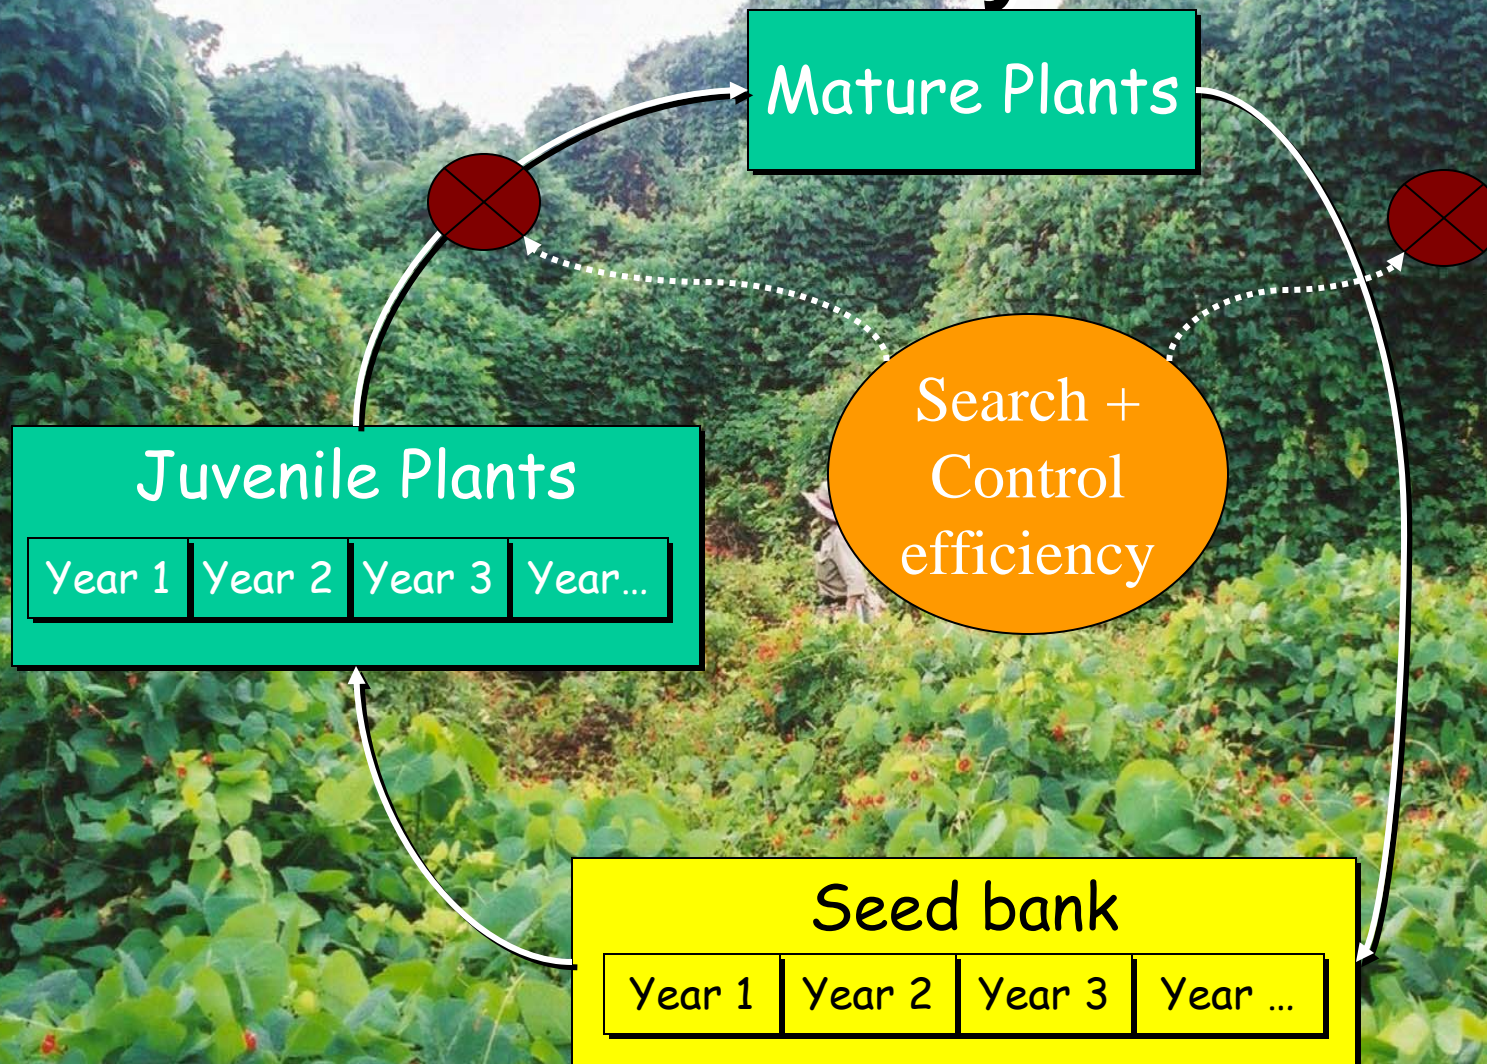 Mature Plants
Search +
Control
efficiency
Juvenile Plants
Year 1 Year 2 Year 3 Year...
Seed bank
Year 1 Year 2 Year 3 Year ...